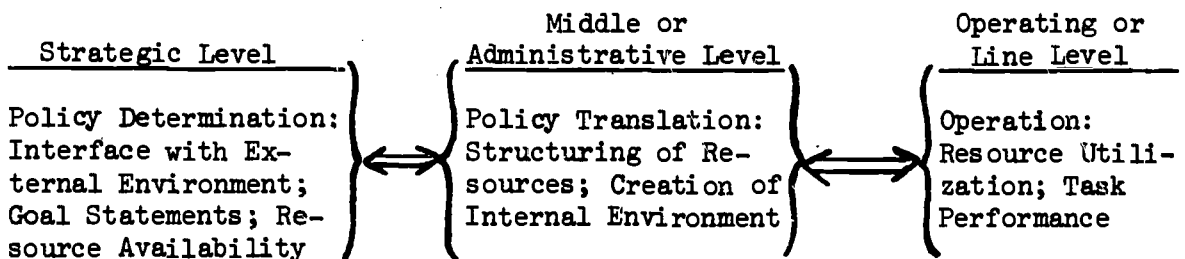 Strategic Level
Policy Determination:
Interface with Ex-
ternal Environment;
Goal Statements; Re-
source Availability
Middle or
Administrative Level
Policy Translation:
Structuring of Re-
sources; Creation of
Internal Environment
Operating or
Line Level
Operation:
Resource Utili-
zation; Task
Performance